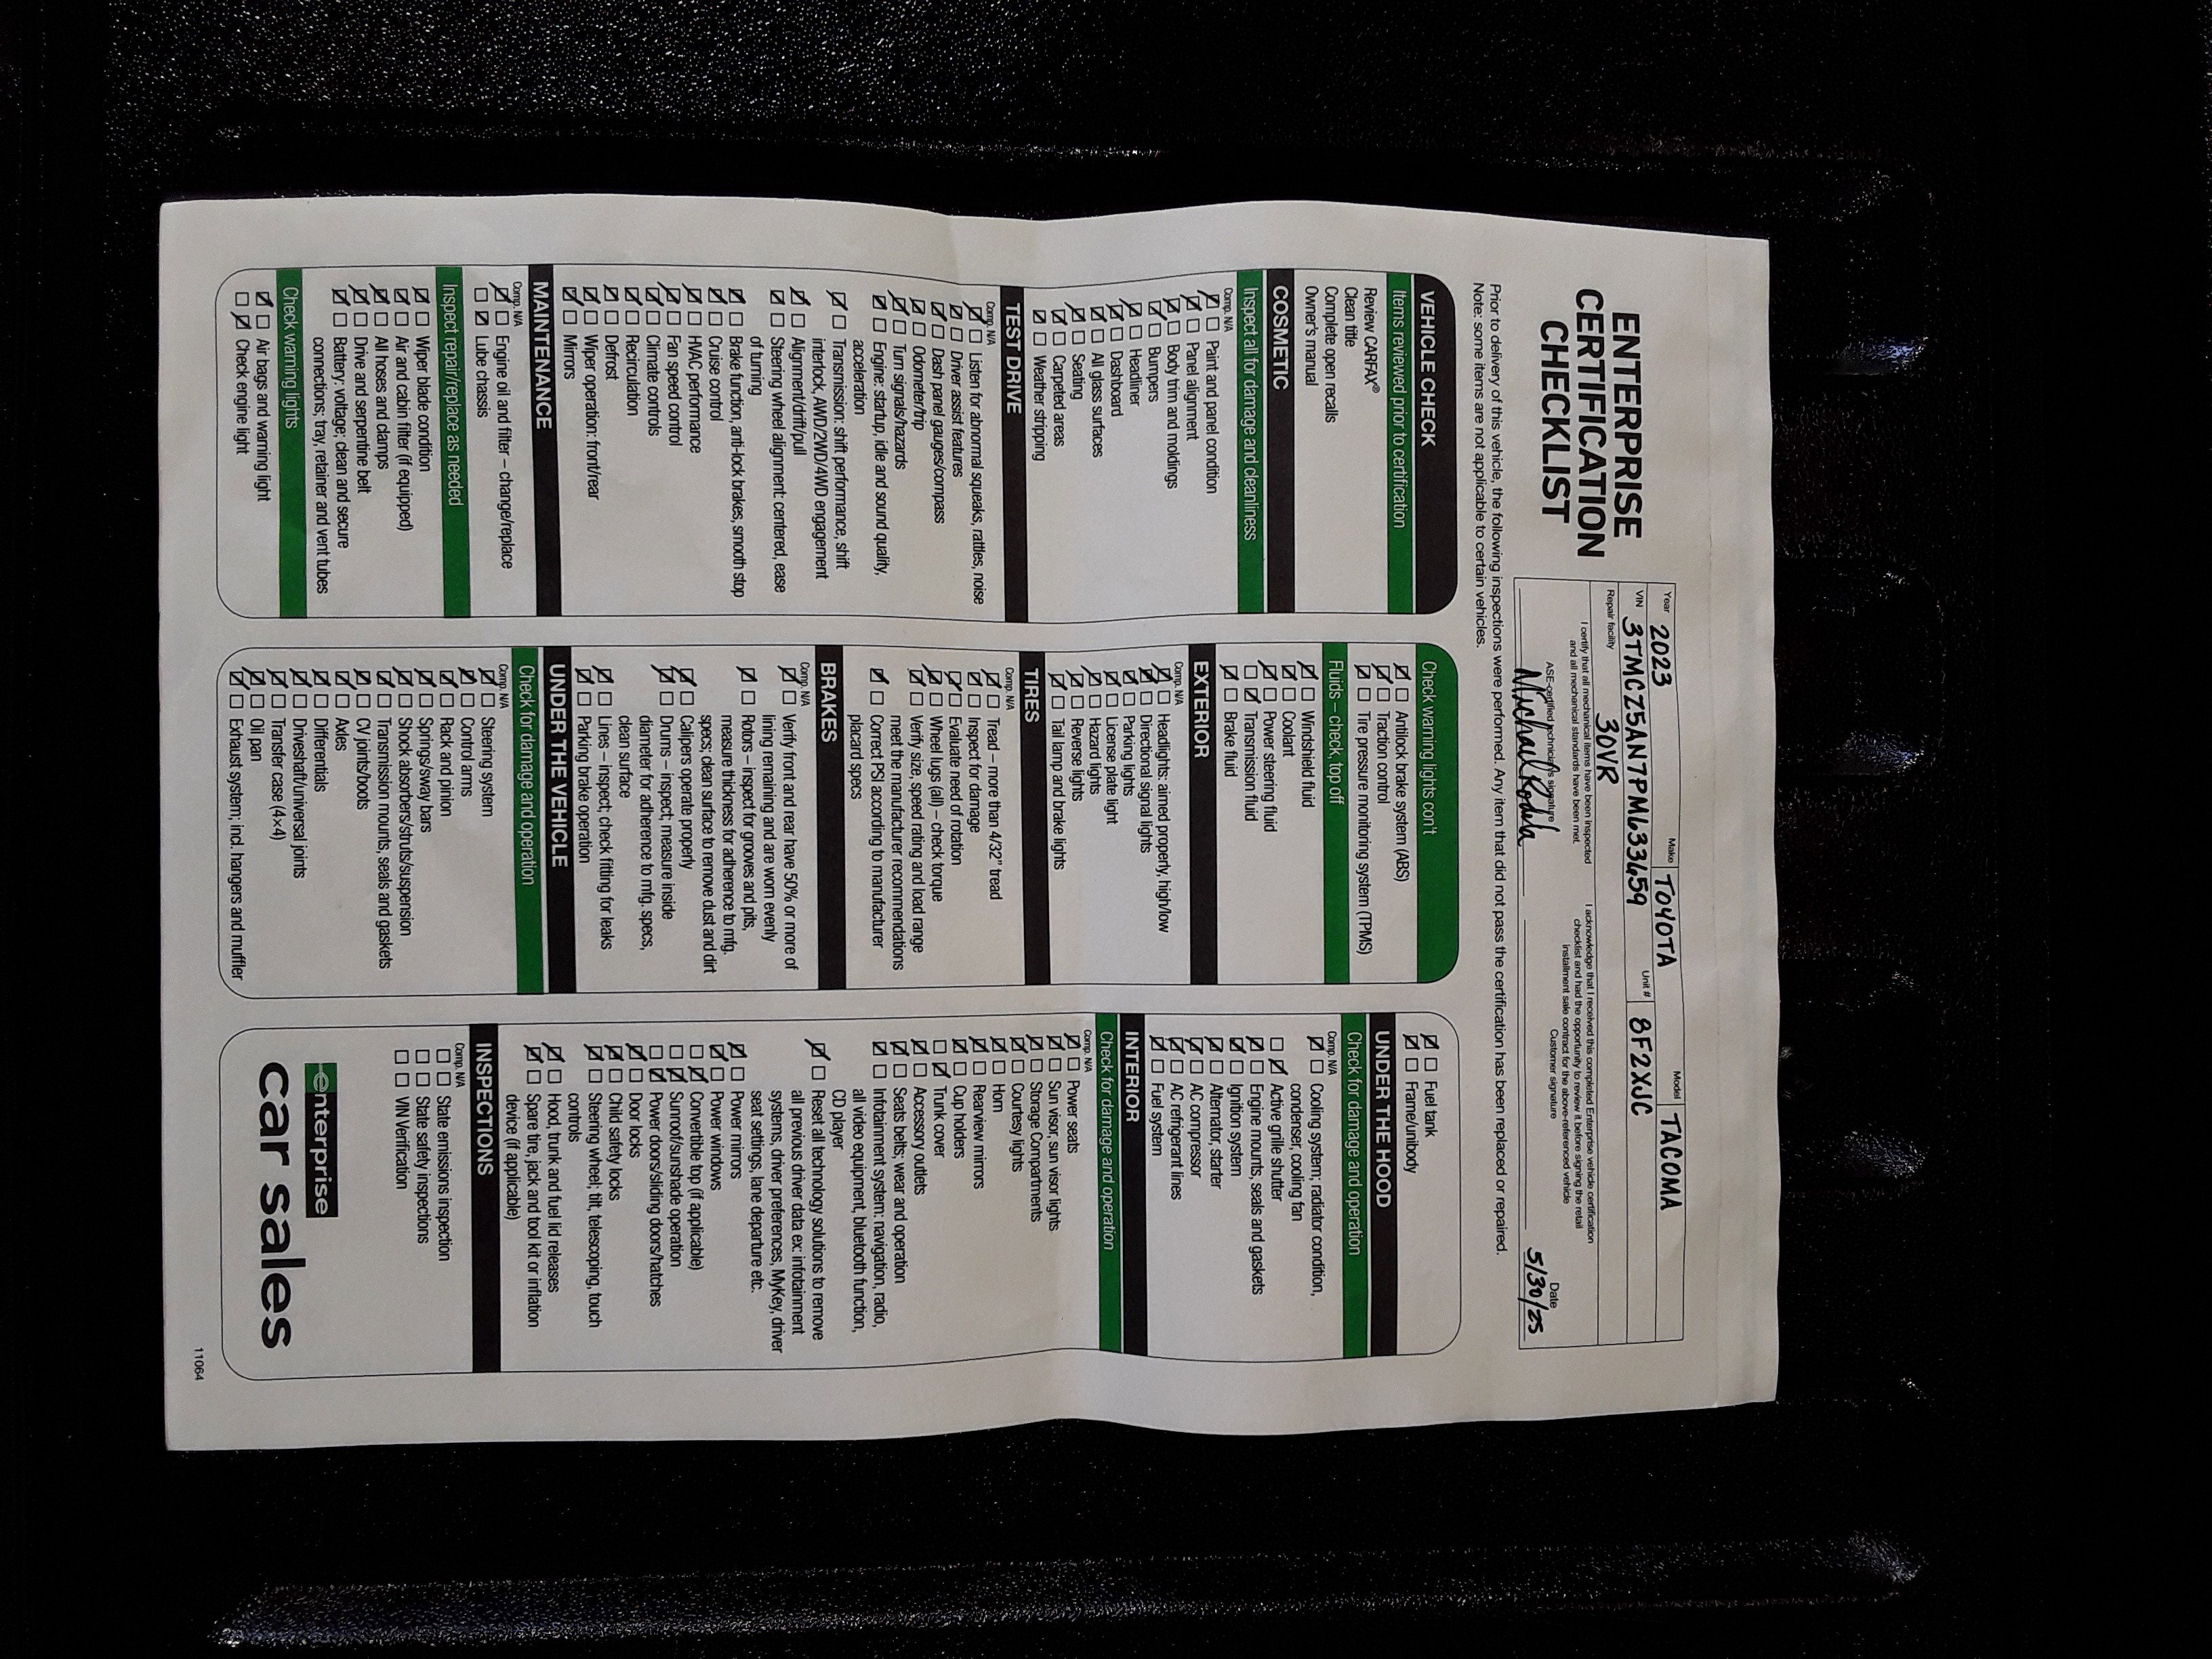 ENTERPRISE
CERTIFICATION
CHECKLIST
Year 2023 Make TOYOTA Model TACOMA
VIN 3TMCZ5AN7PM633659 Unit # 8F2XJC
Repair facility 30VR
I certify that all mechanical items have been inspected
and all mechanical standards have been met.
I acknowledge that I received this completed Enterprise vehicle certification
checklist and had the opportunity to review it before signing the retail
installment sale contract for the above-referenced vehicle
ASE-certified technician's signature Customer signature Date
5/30/25
Prior to delivery of this vehicle, the following inspections were performed. Any item that did not pass the certification has been replaced or repaired.
Note: some items are not applicable to certain vehicles.
VEHICLE CHECK
Items reviewed prior to certification
Review CARFAX®
Clean title
Complete open recalls
Owner's manual
COSMETIC
Inspect all for damage and cleanliness
Comp. N/A
Paint and panel condition
Panel alignment
Body trim and moldings
Bumpers
Headliner
Dashboard
All glass surfaces
Seating
Carpeted areas
Weather stripping
TEST DRIVE
Comp. N/A
Listen for abnormal squeaks, rattles, noise
Driver assist features
Dash panel gauges/compass
Odometer/trip
Turn signals/hazards
Engine: startup, idle and sound quality,
acceleration
Transmission: shift performance, shift
interlock, AWD/2WD/4WD engagement
Alignment/drift/pull
Steering wheel alignment: centered, ease
of turning
Brake function, anti-lock brakes, smooth stop
Cruise control
HVAC performance
Fan speed control
Climate controls
Recirculation
Defrost
Wiper operation: front/rear
Mirrors
MAINTENANCE
Comp. N/A
Engine oil and filter – change/replace
Lube chassis
Inspect repair/replace as needed
Wiper blade condition
Air and cabin filter (if equipped)
All hoses and clamps
Drive and serpentine belt
Battery: voltage; clean and secure
connections; tray, retainer and vent tubes
Check warning lights
Air bags and warning light
Check engine light
Check warning lights con't
Antilock brake system (ABS)
Traction control
Tire pressure monitoring system (TPMS)
Fluids – check, top off
Windshield fluid
Coolant
Power steering fluid
Transmission fluid
Brake fluid
EXTERIOR
Comp. N/A
Headlights: aimed properly, high/low
Directional signal lights
Parking lights
License plate light
Hazard lights
Reverse lights
Tail lamp and brake lights
TIRES
Comp. N/A
Tread – more than 4/32" tread
Inspect for damage
Evaluate need of rotation
Wheel lugs (all) – check torque
Verify size, speed rating and load range
meet the manufacturer recommendations
Correct PSI according to manufacturer
placard specs
BRAKES
Comp. N/A
Verify front and rear have 50% or more of
lining remaining and are worn evenly
Rotors – inspect for grooves and pits,
measure thickness for adherence to mfg.
specs; clean surface to remove dust and dirt
Calipers operate properly
Drums – inspect; measure inside
diameter for adherence to mfg. specs,
clean surface
Lines – inspect; check fitting for leaks
Parking brake operation
UNDER THE VEHICLE
Check for damage and operation
Comp. N/A
Steering system
Control arms
Rack and pinion
Springs/sway bars
Shock absorbers/struts/suspension
Transmission mounts, seals and gaskets
CV joints/boots
Axles
Differentials
Driveshaft/universal joints
Transfer case (4×4)
Oil pan
Exhaust system; incl. hangers and muffler
Fuel tank
Frame/unibody
UNDER THE HOOD
Check for damage and operation
Comp. N/A
Cooling system; radiator condition,
condenser, cooling fan
Active grille shutter
Engine mounts, seals and gaskets
Ignition system
Alternator, starter
AC compressor
AC refrigerant lines
Fuel system
INTERIOR
Check for damage and operation
Comp. N/A
Power seats
Sun visor, sun visor lights
Storage Compartments
Courtesy lights
Horn
Rearview mirrors
Cup holders
Trunk cover
Accessory outlets
Seats belts; wear and operation
Infotainment system: navigation, radio,
all video equipment, bluetooth function,
CD player
Reset all technology solutions to remove
all previous driver data ex: infotainment
systems, driver preferences, MyKey, driver
seat settings, lane departure etc.
Power mirrors
Power windows
Convertible top (if applicable)
Sunroof/sunshade operation
Power doors/sliding doors/hatches
Door locks
Child safety locks
Steering wheel; tilt, telescoping, touch
controls
Hood, trunk and fuel lid releases
Spare tire, jack and tool kit or inflation
device (if applicable)
INSPECTIONS
Comp. N/A
State emissions inspection
State safety inspections
VIN Verification
enterprise
car sales
11064